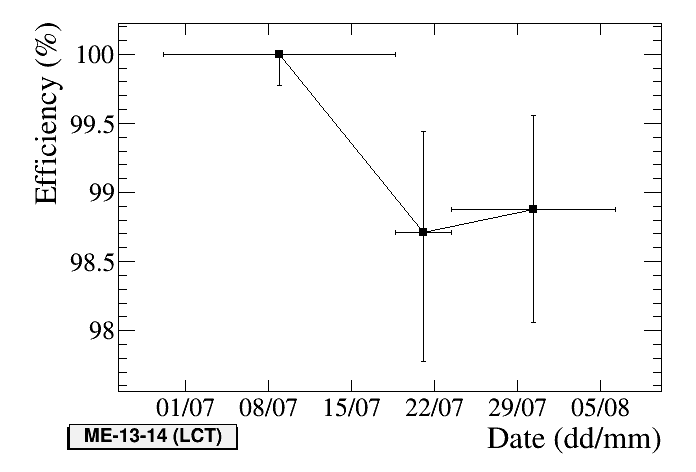 Efficiency (%)
100
99.5
99
98.5
98
01/07 08/07 15/07 22/07 29/07 05/08
Date (dd/mm)
ME-13-14 (LCT)